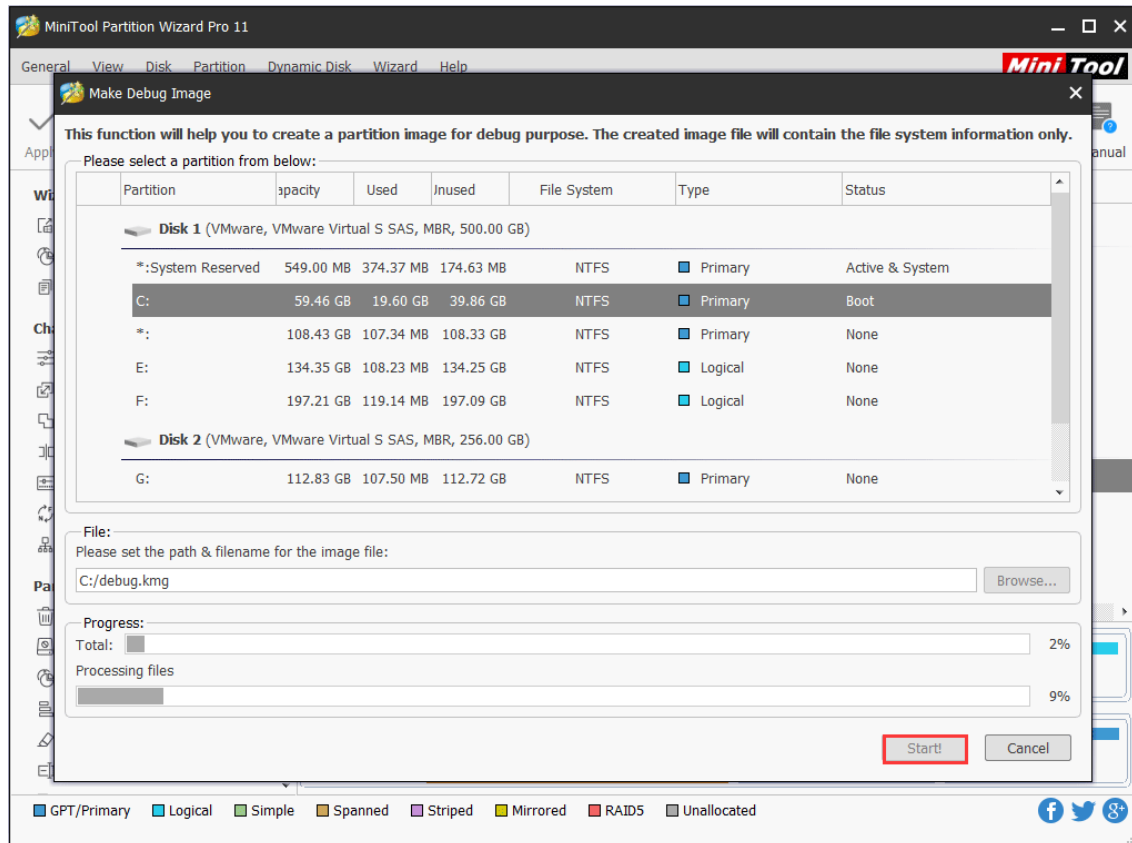 MiniTool Partition Wizard Pro 11
General View Disk Partition Dynamic Disk Wizard Help
Mini Tool
Make Debug Image
This function will help you to create a partition image for debug purpose. The created image file will contain the file system information only.
Appl
anual
Please select a partition from below:
Partition apacity Used Unused File System Type Status
Wi
Disk 1 (VMware, VMware Virtual S SAS, MBR, 500.00 GB)
*:System Reserved 549.00 MB 374.37 MB 174.63 MB NTFS Primary Active & System
C: 59.46 GB 19.60 GB 39.86 GB NTFS Primary Boot
Cha
*: 108.43 GB 107.34 MB 108.33 MB NTFS Primary None
E: 134.35 GB 108.23 MB 134.25 GB NTFS Logical None
F: 197.21 GB 119.14 MB 197.09 GB NTFS Logical None
Disk 2 (VMware, VMware Virtual S SAS, MBR, 256.00 GB)
G: 112.83 GB 107.50 MB 112.72 GB NTFS Primary None
File:
Please set the path & filename for the image file:
C:/debug.kmg Browse...
Par
Progress:
Total: 2%
Processing files
9%
Start! Cancel
GPT/Primary Logical Simple Spanned Striped Mirrored RAID5 Unallocated